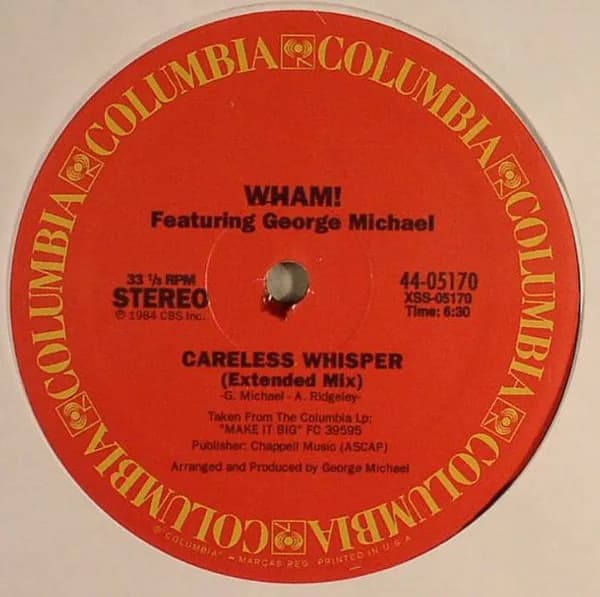 COLUMBIA COLUMBIA COLUMBIA COLUMBIA COLUMBIA COLUMBIA COLUMBIA COLUMBIA
WHAM!
Featuring George Michael
33 ⅓ RPM
STEREO
℗ 1984 CBS Inc.
44-05170
XSS-05170
Time: 6:30
CARELESS WHISPER
(Extended Mix)
-G. Michael - A. Ridgeley-
Taken From The Columbia Lp:
"MAKE IT BIG" FC 39595
Publisher: Chappell Music (ASCAP)
Arranged and Produced by George Michael
® "COLUMBIA" – MARCAS REG. PRINTED IN U.S.A.